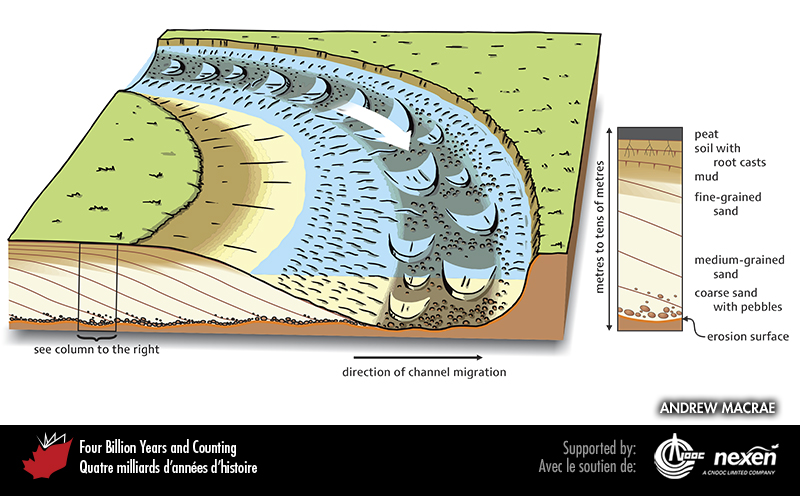 peat
soil with
root casts
mud
fine-grained
sand
medium-grained
sand
coarse sand
with pebbles
erosion surface
metres to tens of metres
see column to the right
direction of channel migration
ANDREW MACRAE
Four Billion Years and Counting
Quatre milliards d'années d'histoire
Supported by:
Avec le soutien de:
CNOOC
nexen
A CNOOC LIMITED COMPANY